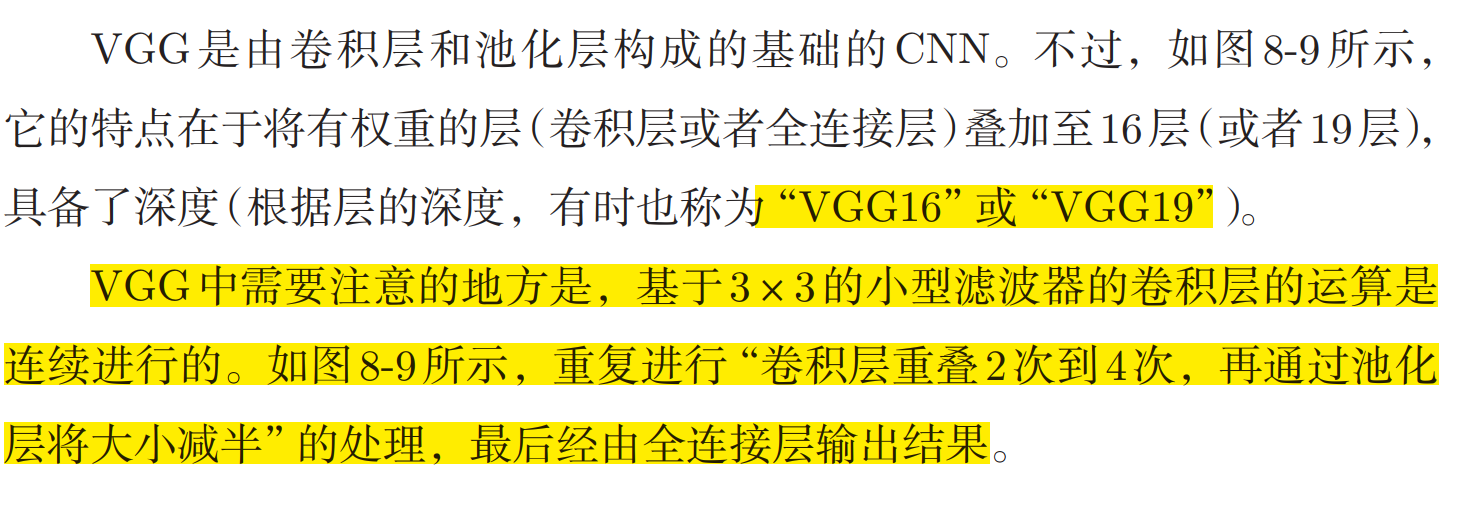 VGG是由卷积层和池化层构成的基础的CNN。不过，如图8-9所示，
它的特点在于将有权重的层(卷积层或者全连接层)叠加至16层(或者19层)，
具备了深度(根据层的深度，有时也称为“VGG16”或“VGG19”)。
VGG中需要注意的地方是，基于3×3的小型滤波器的卷积层的运算是
连续进行的。如图8-9所示，重复进行“卷积层重叠2次到4次，再通过池化
层将大小减半”的处理，最后经由全连接层输出结果。